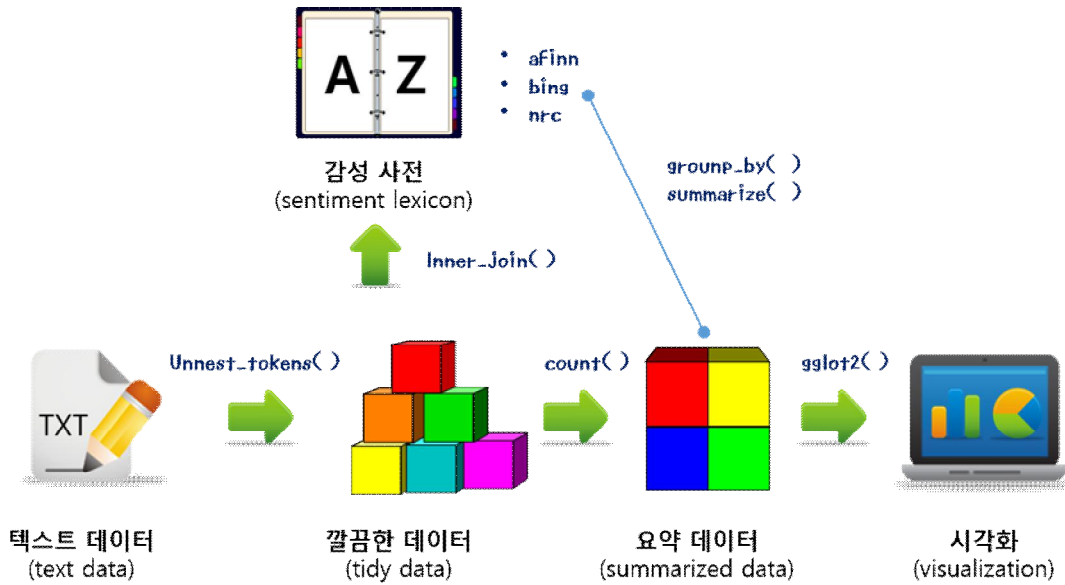 A Z
• afinn
• bing
• nrc
감성 사전
(sentiment lexicon)
grounp_by( )
summarize( )
Inner_join( )
Unnest_tokens( )
count( )
gglot2( )
TXT
텍스트 데이터
(text data)
깔끔한 데이터
(tidy data)
요약 데이터
(summarized data)
시각화
(visualization)